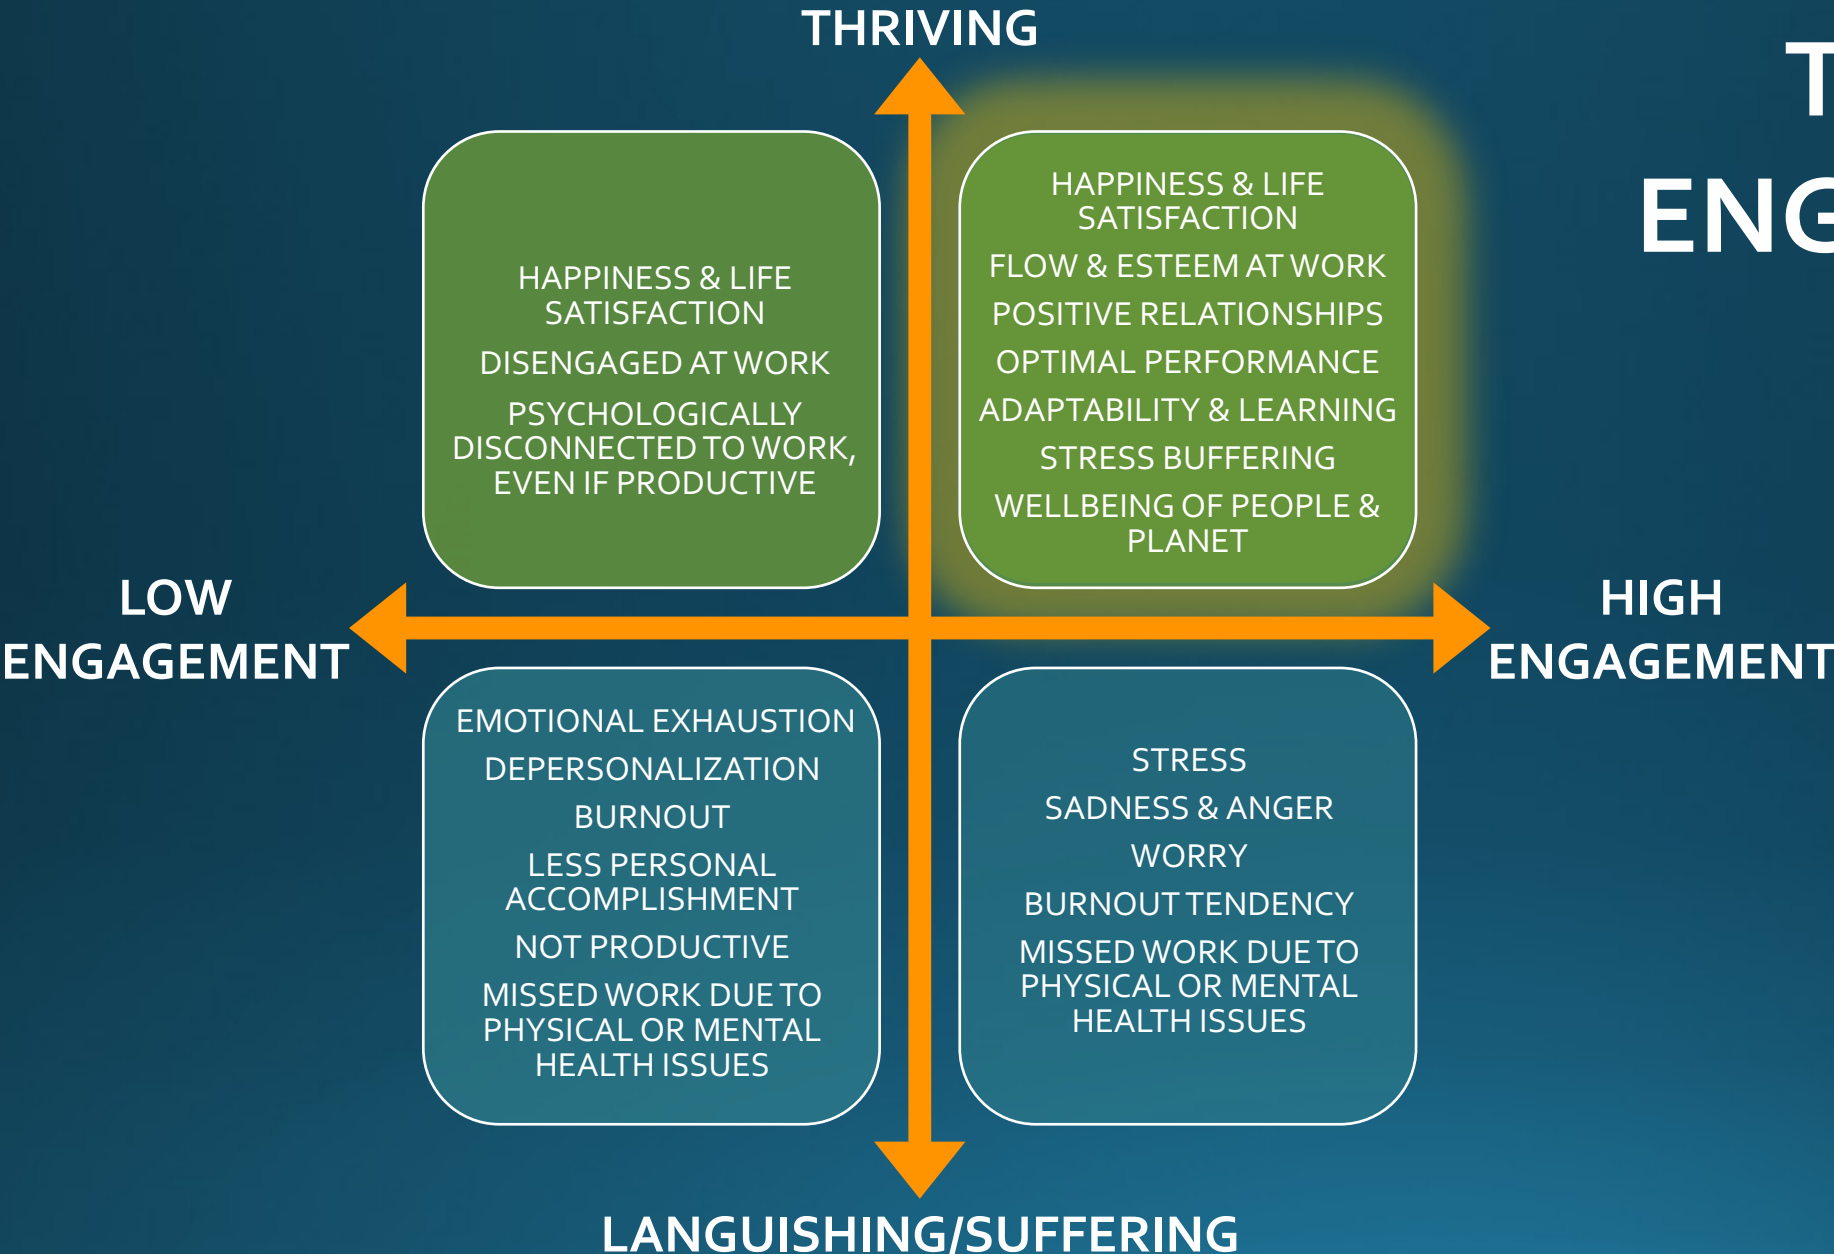 THRIVING
HAPPINESS & LIFE
SATISFACTION
DISENGAGED AT WORK
PSYCHOLOGICALLY
DISCONNECTED TO WORK,
EVEN IF PRODUCTIVE
HAPPINESS & LIFE
SATISFACTION
FLOW & ESTEEM AT WORK
POSITIVE RELATIONSHIPS
OPTIMAL PERFORMANCE
ADAPTABILITY & LEARNING
STRESS BUFFERING
WELLBEING OF PEOPLE &
PLANET
LOW
ENGAGEMENT
HIGH
ENGAGEMENT
EMOTIONAL EXHAUSTION
DEPERSONALIZATION
BURNOUT
LESS PERSONAL
ACCOMPLISHMENT
NOT PRODUCTIVE
MISSED WORK DUE TO
PHYSICAL OR MENTAL
HEALTH ISSUES
STRESS
SADNESS & ANGER
WORRY
BURNOUT TENDENCY
MISSED WORK DUE TO
PHYSICAL OR MENTAL
HEALTH ISSUES
LANGUISHING/SUFFERING